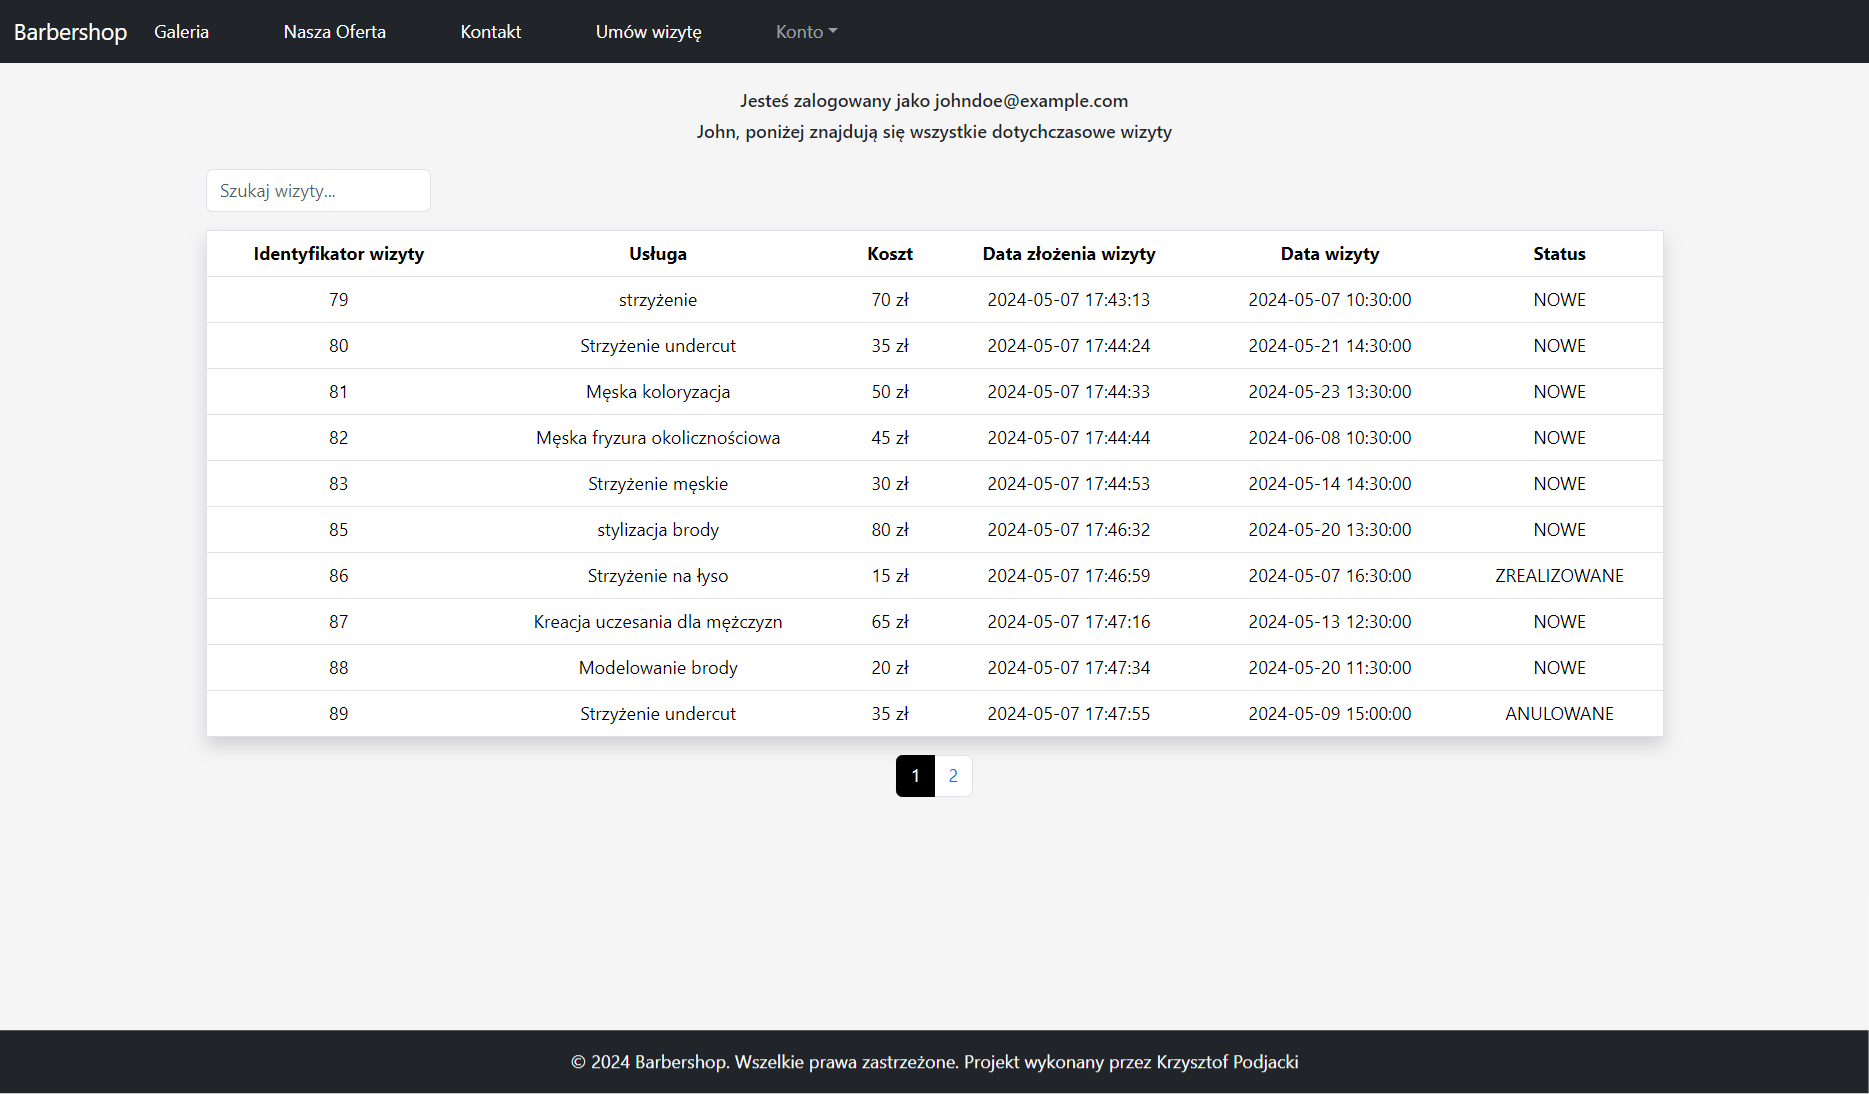 Barbershop Galeria Nasza Oferta Kontakt Umów wizytę Konto
Jesteś zalogowany jako johndoe@example.com
John, poniżej znajdują się wszystkie dotychczasowe wizyty
Szukaj wizyty...
Identyfikator wizyty Usługa Koszt Data złożenia wizyty Data wizyty Status
79 strzyżenie 70 zł 2024-05-07 17:43:13 2024-05-07 10:30:00 NOWE
80 Strzyżenie undercut 35 zł 2024-05-07 17:44:24 2024-05-21 14:30:00 NOWE
81 Męska koloryzacja 50 zł 2024-05-07 17:44:33 2024-05-23 13:30:00 NOWE
82 Męska fryzura okolicznościowa 45 zł 2024-05-07 17:44:44 2024-06-08 10:30:00 NOWE
83 Strzyżenie męskie 30 zł 2024-05-07 17:44:53 2024-05-14 14:30:00 NOWE
85 stylizacja brody 80 zł 2024-05-07 17:46:32 2024-05-20 13:30:00 NOWE
86 Strzyżenie na łyso 15 zł 2024-05-07 17:46:59 2024-05-07 16:30:00 ZREALIZOWANE
87 Kreacja uczesania dla mężczyzn 65 zł 2024-05-07 17:47:16 2024-05-13 12:30:00 NOWE
88 Modelowanie brody 20 zł 2024-05-07 17:47:34 2024-05-20 11:30:00 NOWE
89 Strzyżenie undercut 35 zł 2024-05-07 17:47:55 2024-05-09 15:00:00 ANULOWANE
1 2
© 2024 Barbershop. Wszelkie prawa zastrzeżone. Projekt wykonany przez Krzysztof Podjacki